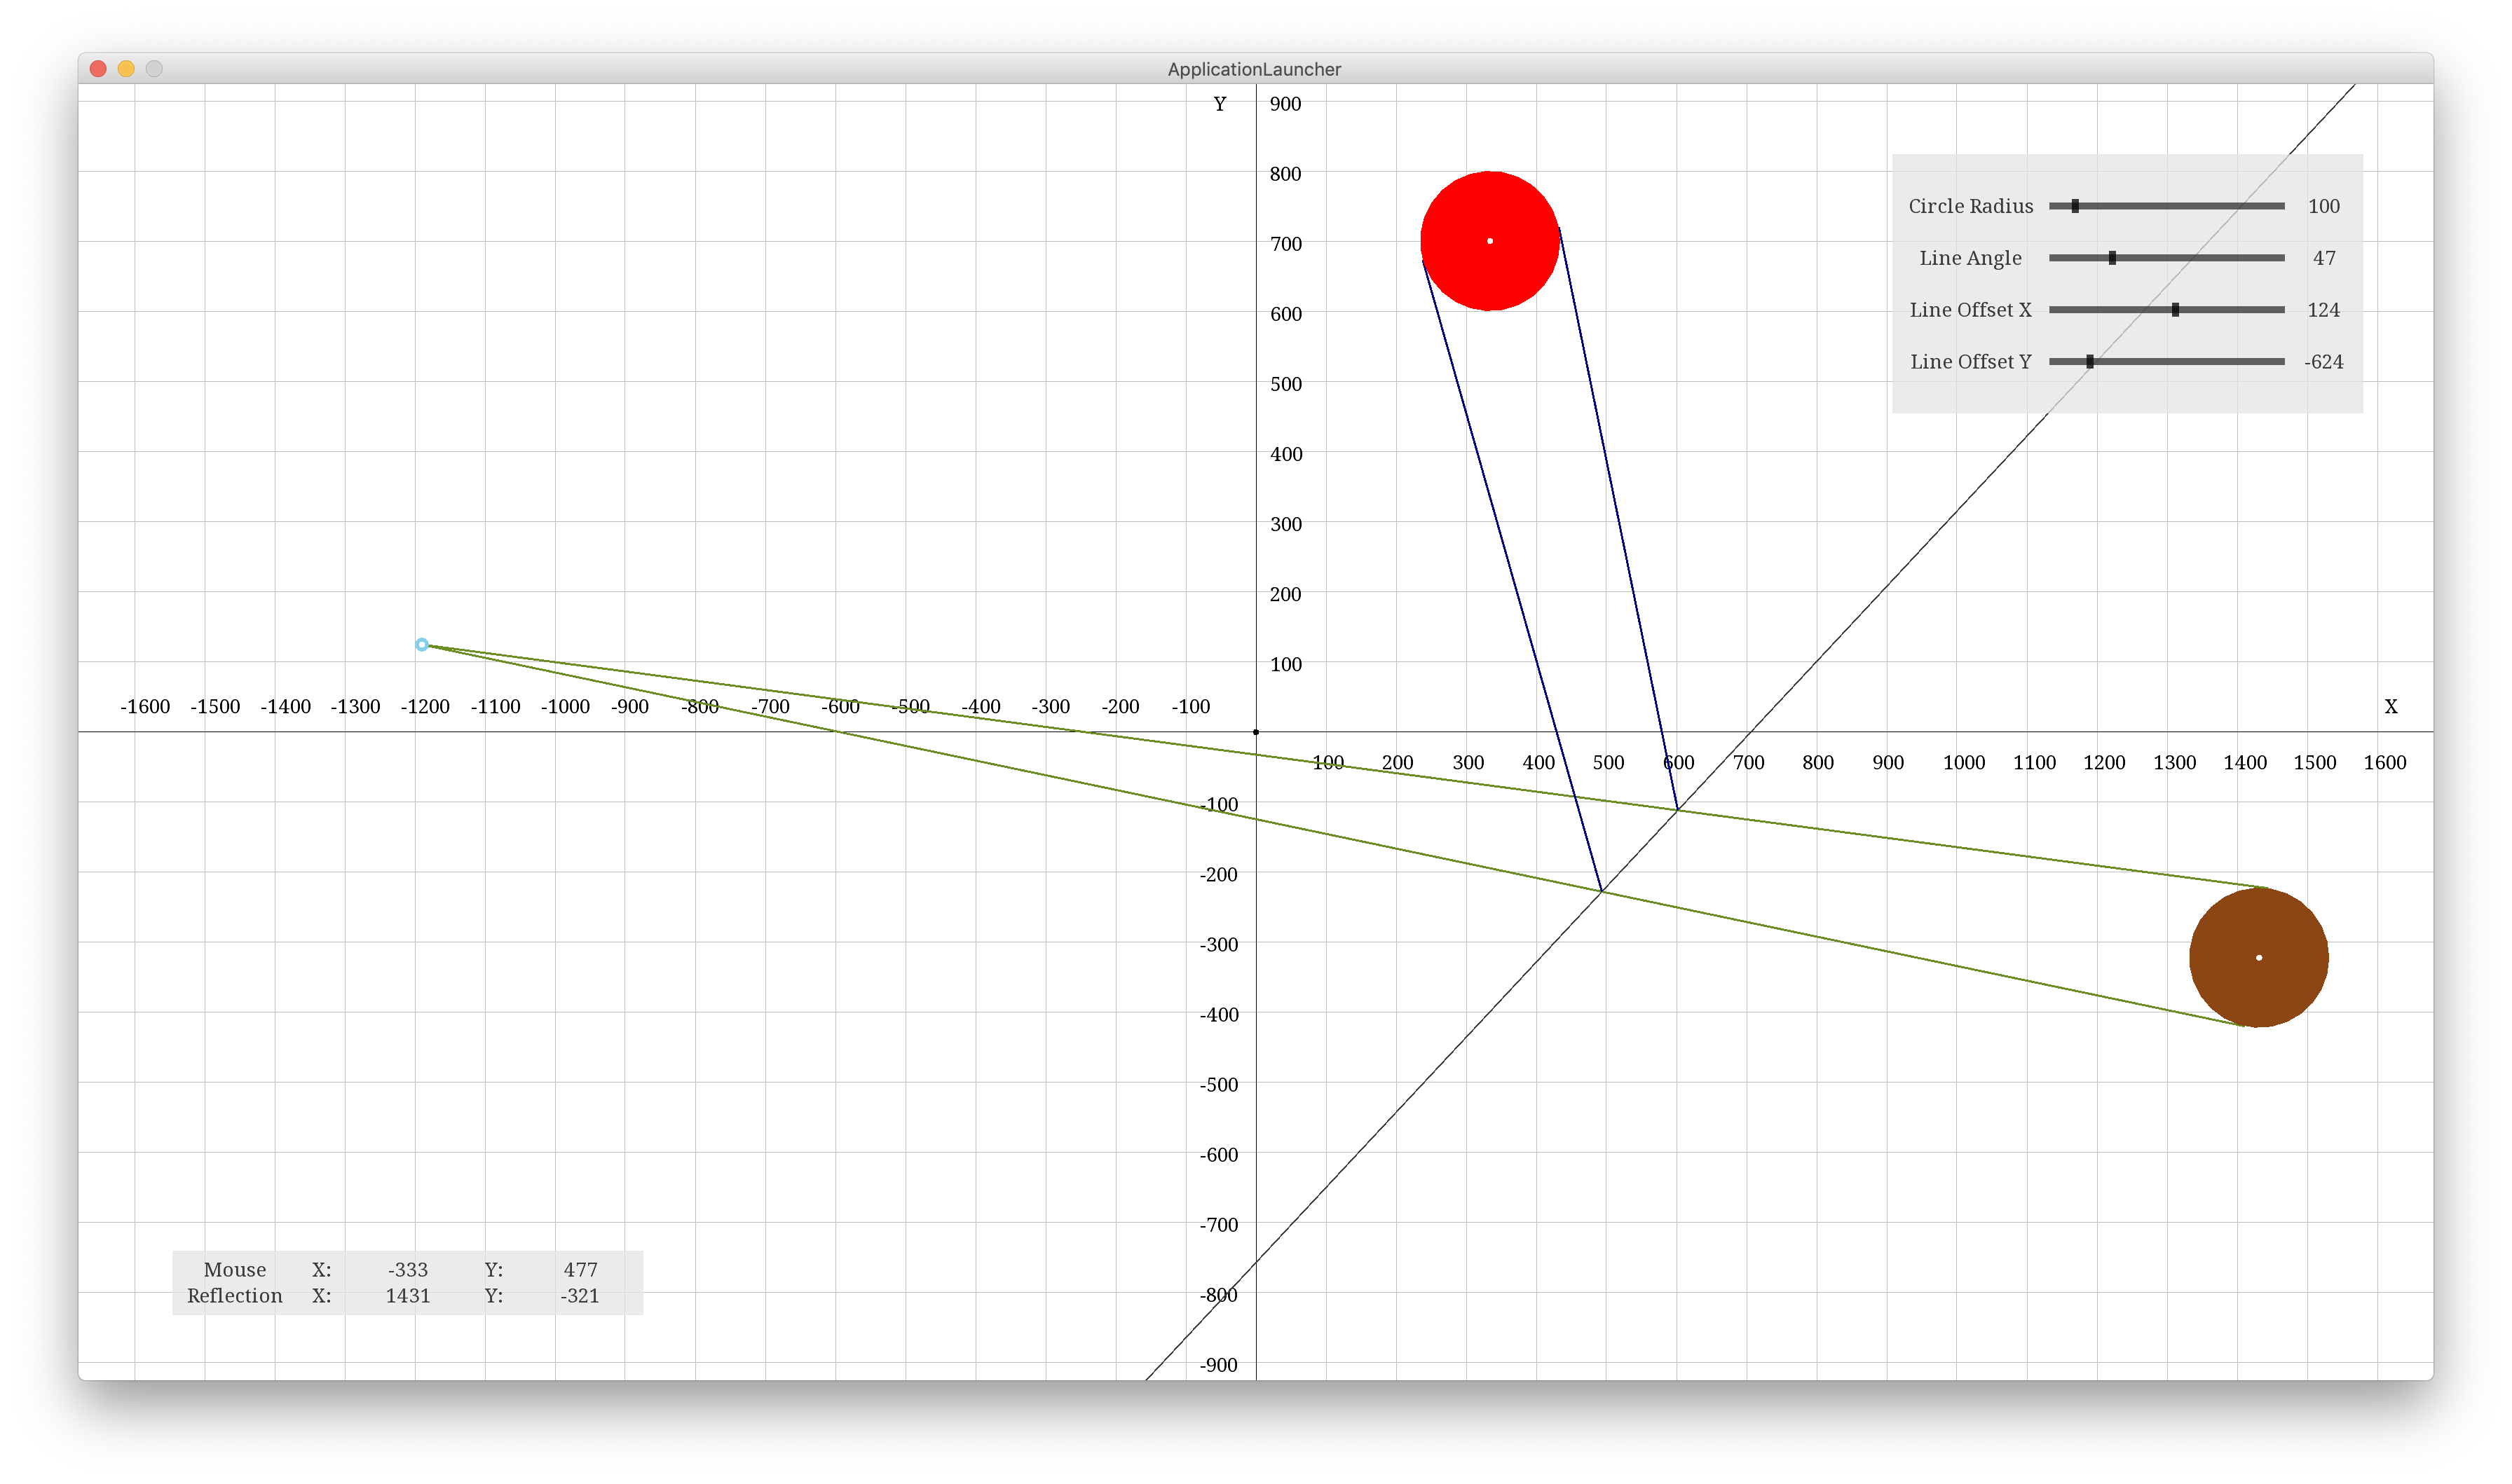 ApplicationLauncher
Y
900
800
700
600
500
400
300
200
100
Circle Radius 100
Line Angle 47
Line Offset X 124
Line Offset Y -624
-1600 -1500 -1400 -1300 -1200 -1100 -1000 -900 -800 -700 -600 -500 -400 -300 -200 -100 X
100 200 300 400 500 600 700 800 900 1000 1100 1200 1300 1400 1500 1600
-100
-200
-300
-400
-500
-600
-700
-800
-900
Mouse X: -333 Y: 477
Reflection X: 1431 Y: -321